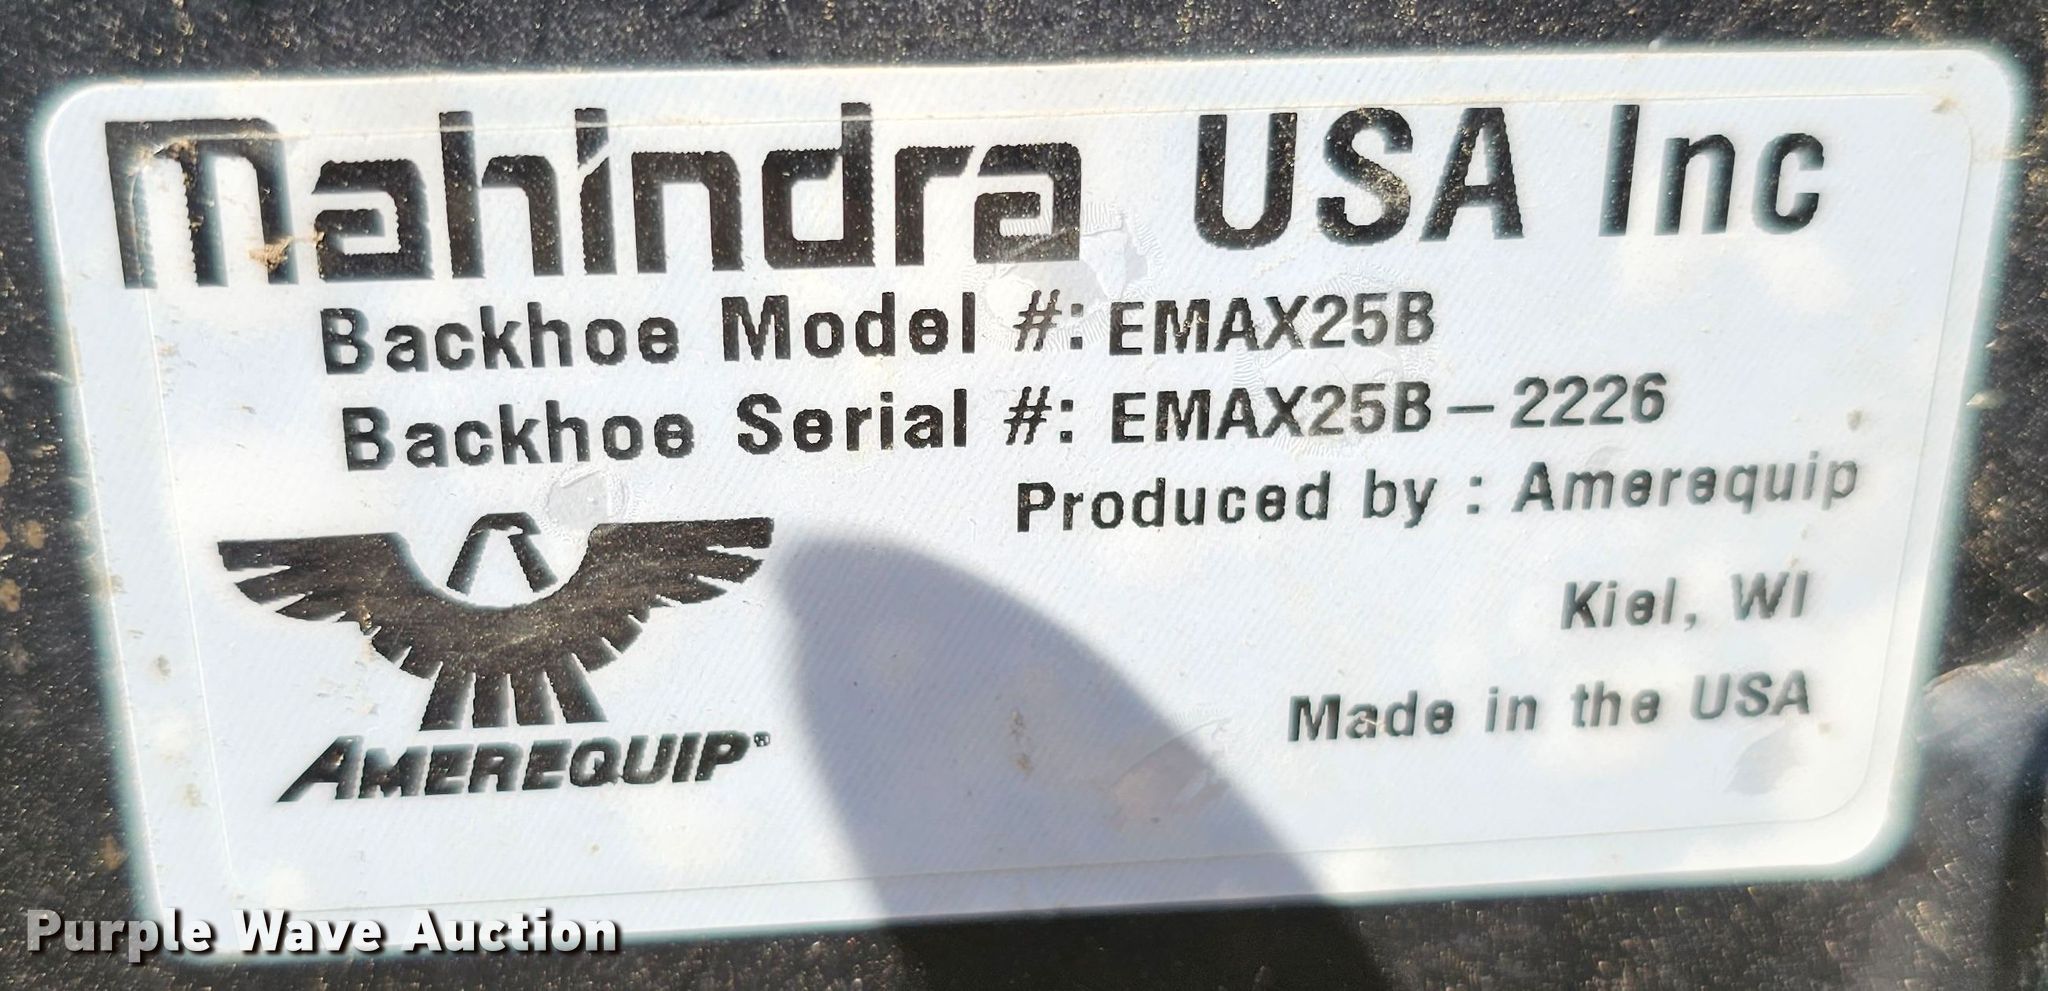 Mahindra USA Inc
Backhoe Model #: EMAX25B
Backhoe Serial #: EMAX25B-2226
Produced by : Amerequip
Kiel, WI
Made in the USA
AMEREQUIP®
Purple Wave Auction